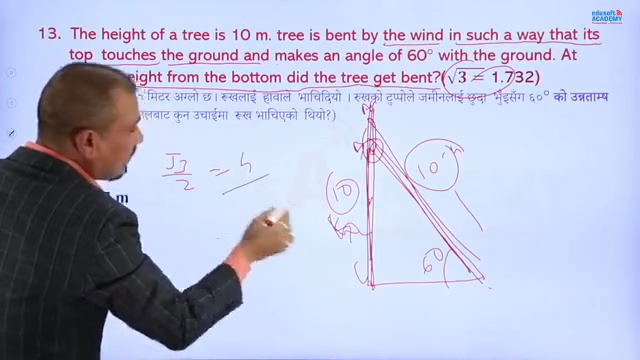 edusoft
ACADEMY
13. The height of a tree is 10 m. tree is bent by the wind in such a way that its
top touches the ground and makes an angle of 60° with the ground. At
eight from the bottom did the tree get bent?(√3 = 1.732)
मिटर अग्लो छ । रुखलाई हावाले भाचिदियो । रुखको टुप्पोले जमीनलाई छुदा भुँइसँग ६०° को उन्नताम्श
बाट कुन उचाईमा रूख भाचिएको थियो?)
√3/2 = h
10
10
60
m